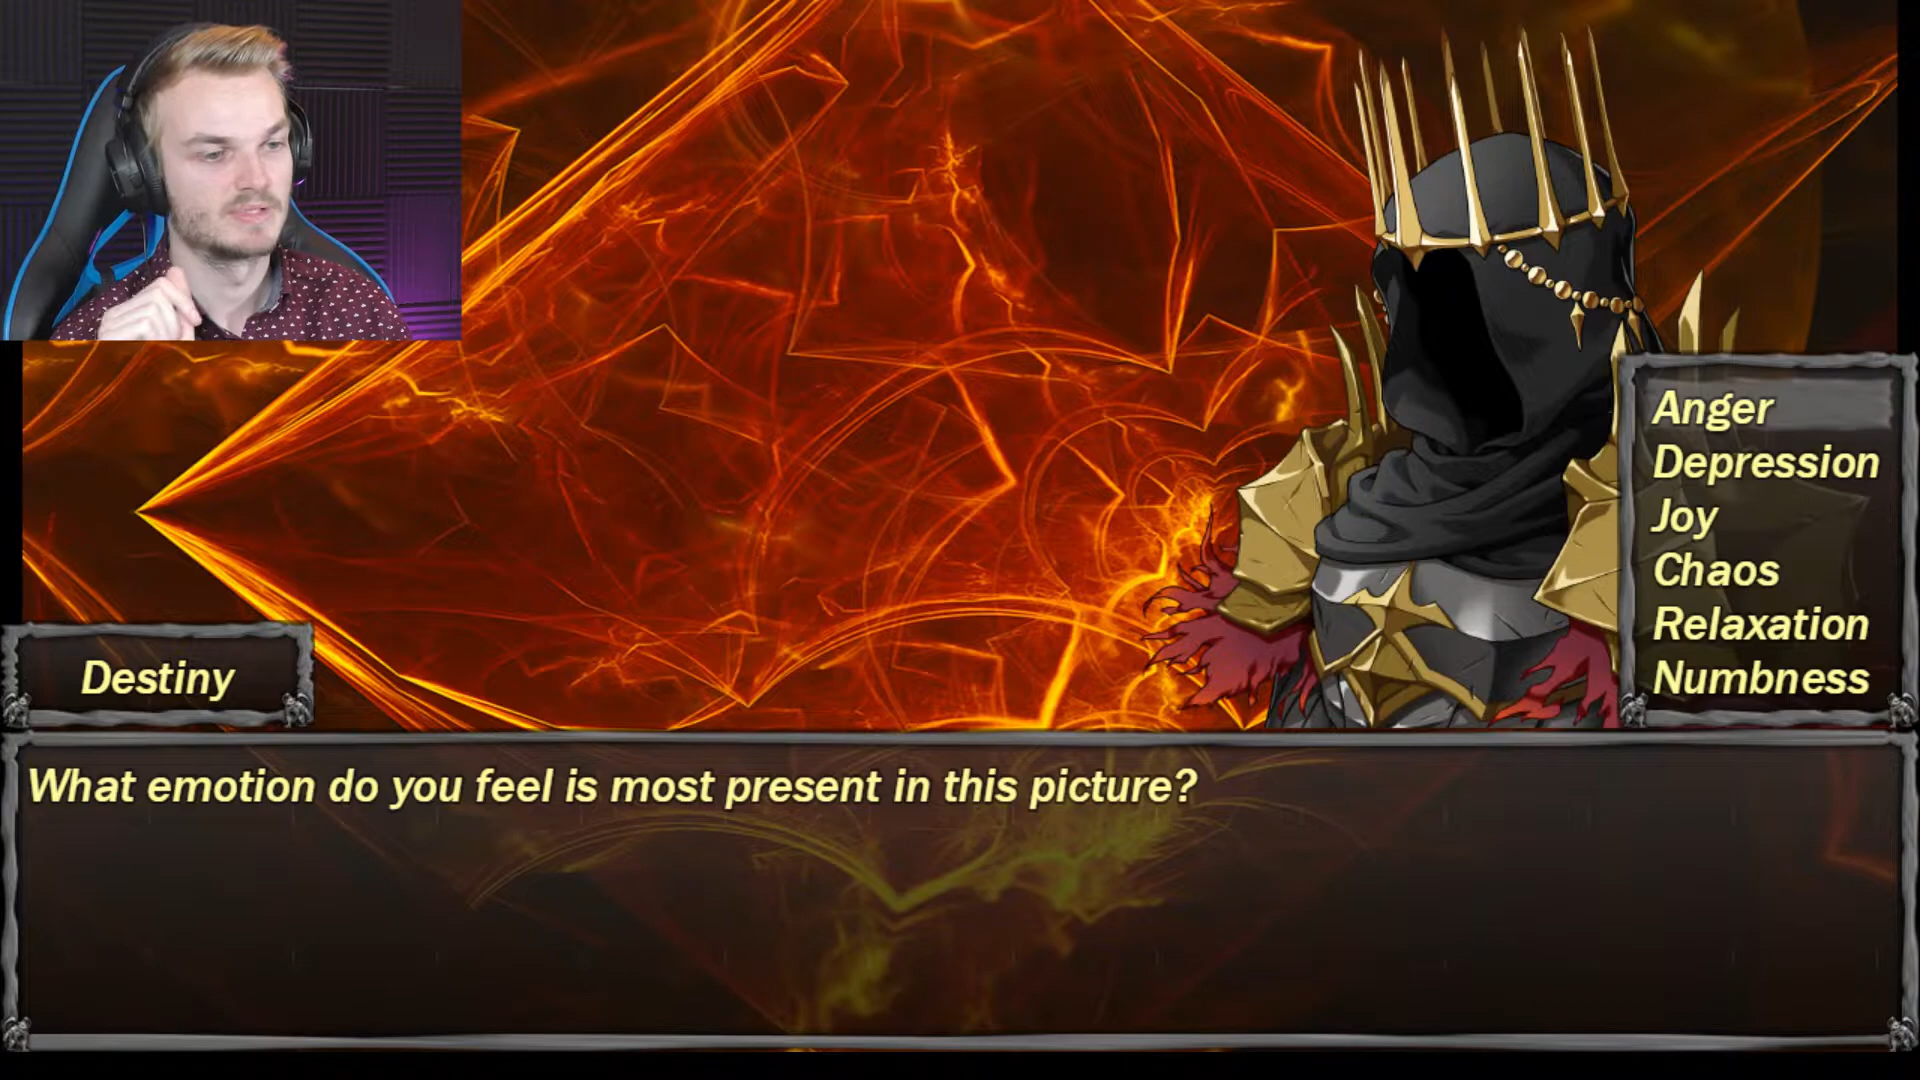 Anger
Depression
Joy
Chaos
Relaxation
Numbness
Destiny
What emotion do you feel is most present in this picture?